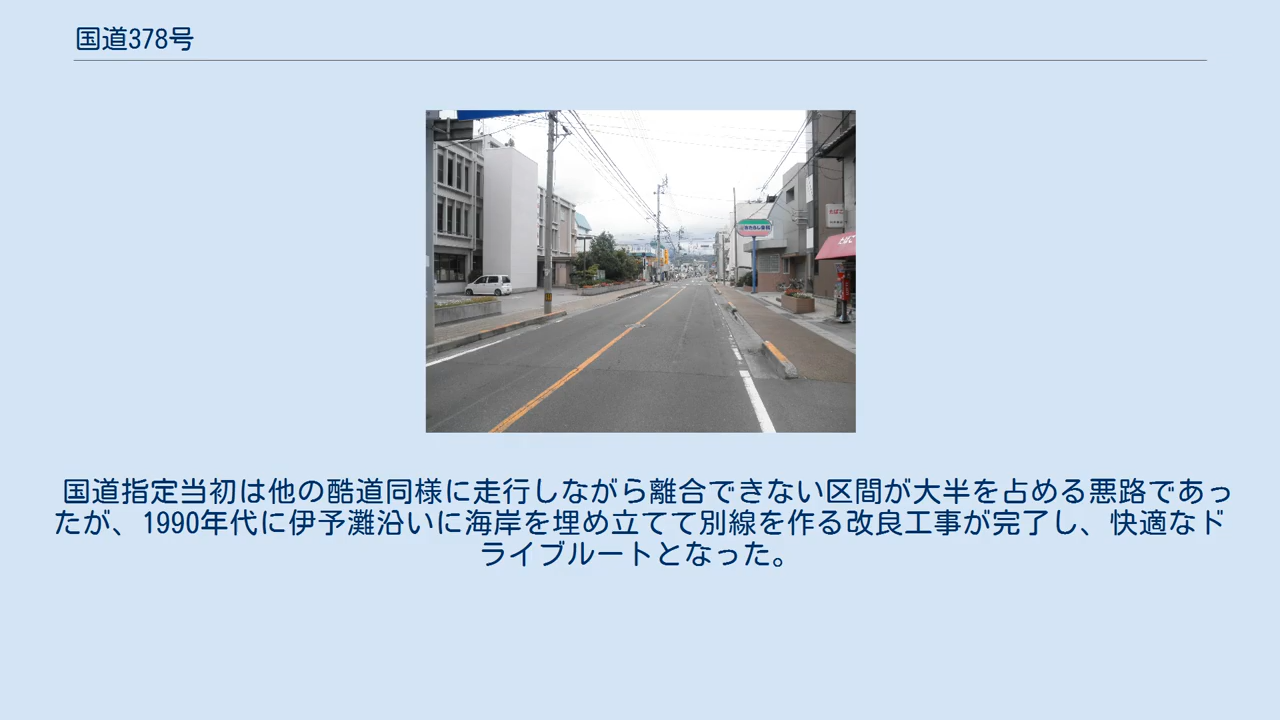 国道378号
たばこ
国道指定当初は他の酷道同様に走行しながら離合できない区間が大半を占める悪路であっ
たが、1990年代に伊予灘沿いに海岸を埋め立てて別線を作る改良工事が完了し、快適なド
ライブルートとなった。